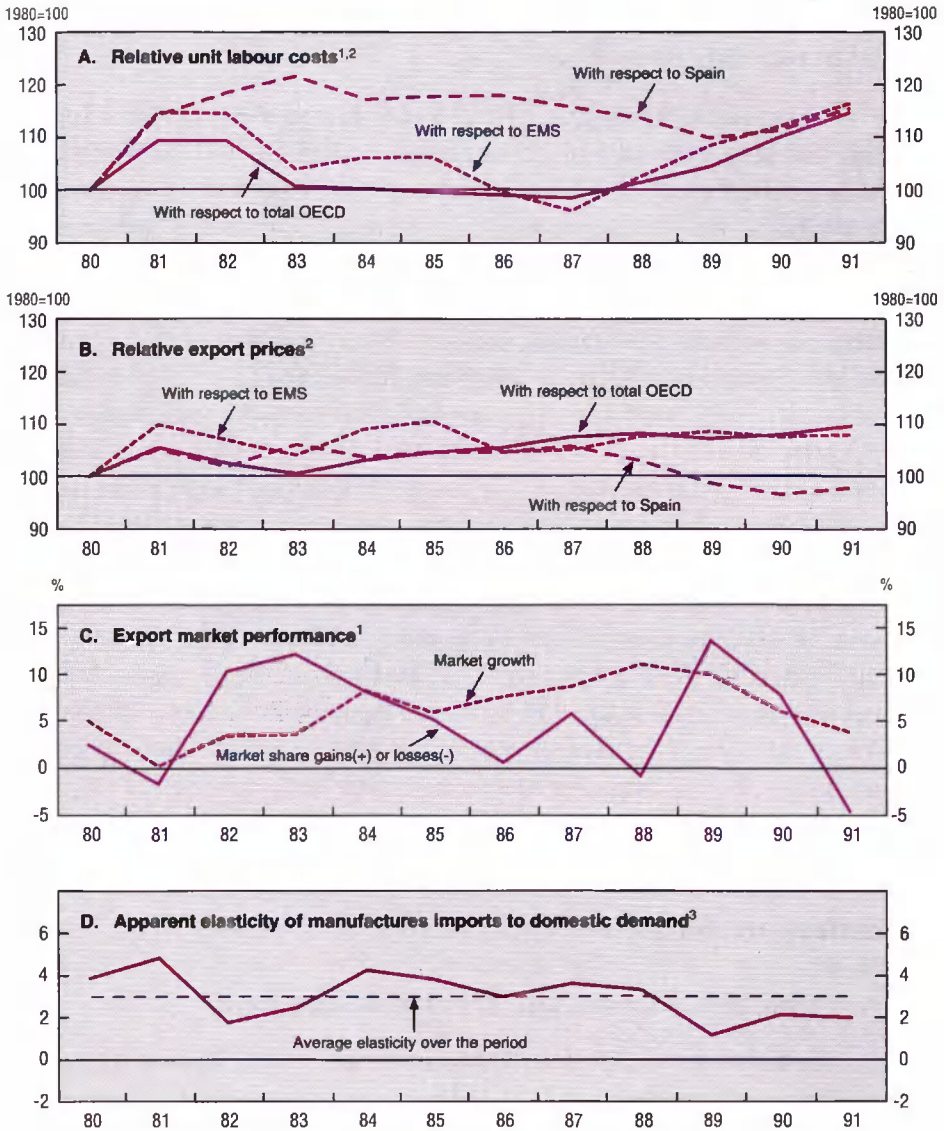 1980=100 1980=100
130 130
A. Relative unit labour costs1,2
With respect to Spain
120 120
With respect to EMS
110 110
100 100
With respect to total OECD
90 90
80 81 82 83 84 85 86 87 88 89 90 91
1980=100 1980=100
130 130
B. Relative export prices2
120 120
With respect to EMS With respect to total OECD
110 110
100 100
With respect to Spain
90 90
80 81 82 83 84 85 86 87 88 89 90 91
% %
15 15
C. Export market performance1
Market growth
10 10
5 5
Market share gains(+) or losses(-)
0 0
-5 -5
80 81 82 83 84 85 86 87 88 89 90 91
D. Apparent elasticity of manufactures imports to domestic demand3
6 6
4 4
2 2
Average elasticity over the period
0 0
-2 -2
80 81 82 83 84 85 86 87 88 89 90 91